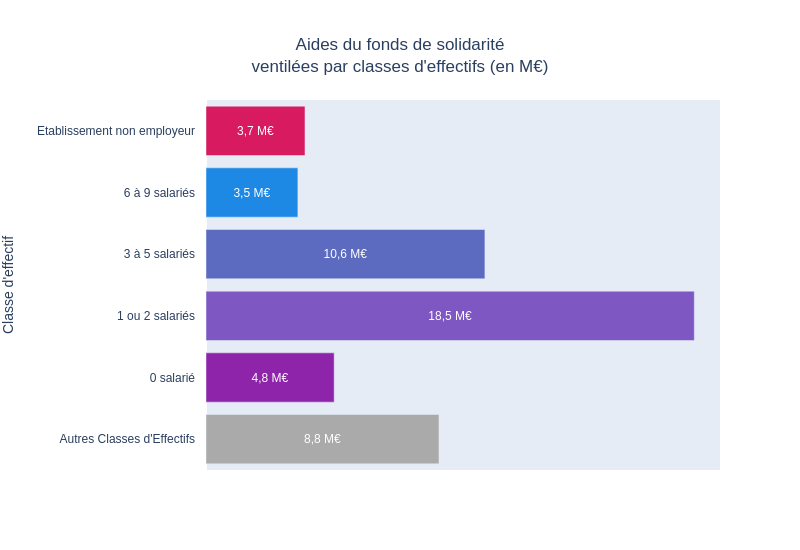 Aides du fonds de solidarité
ventilées par classes d'effectifs (en M€)
Classe d'effectif
Etablissement non employeur
3,7 M€
6 à 9 salariés
3,5 M€
3 à 5 salariés
10,6 M€
1 ou 2 salariés
18,5 M€
0 salarié
4,8 M€
Autres Classes d'Effectifs
8,8 M€